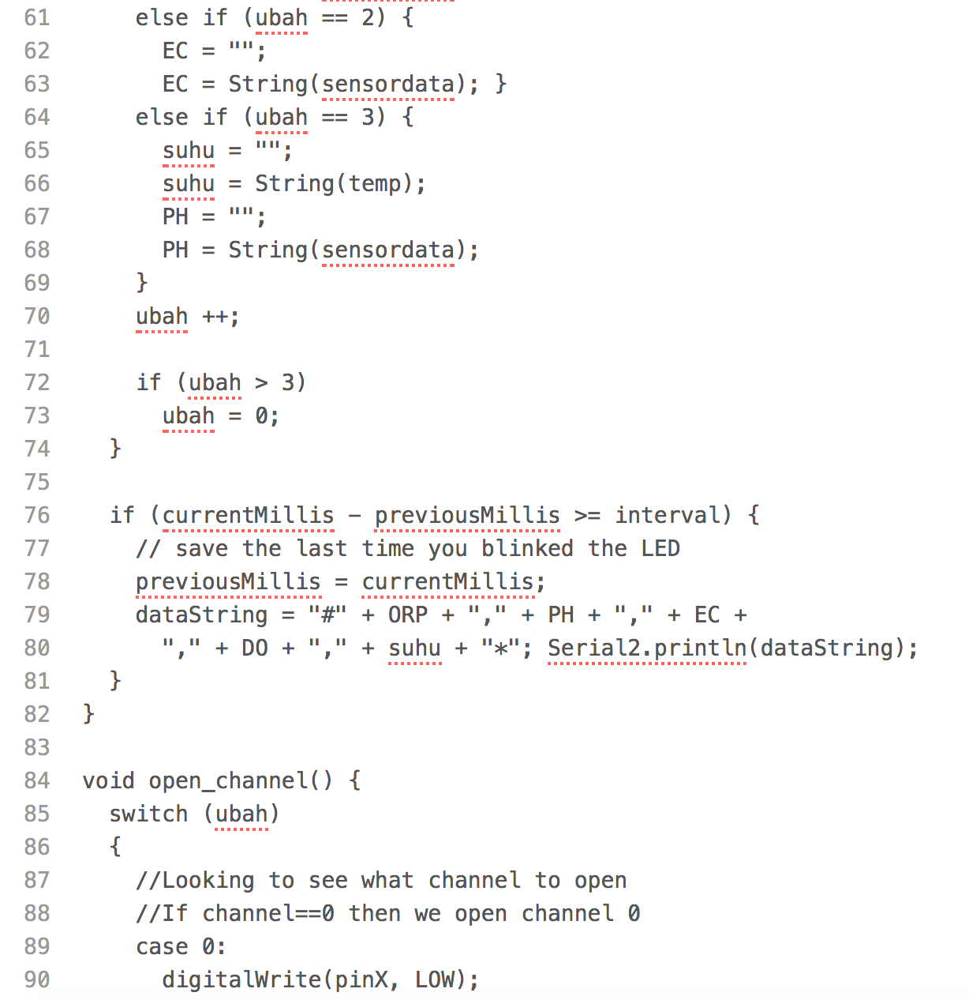 61 else if (ubah == 2) {
62 EC = "";
63 EC = String(sensordata); }
64 else if (ubah == 3) {
65 suhu = "";
66 suhu = String(temp);
67 PH = "";
68 PH = String(sensordata);
69 }
70 ubah ++;
71
72 if (ubah > 3)
73 ubah = 0;
74 }
75
76 if (currentMillis - previousMillis >= interval) {
77 // save the last time you blinked the LED
78 previousMillis = currentMillis;
79 dataString = "#" + ORP + "," + PH + "," + EC +
80 "," + DO + "," + suhu + "*"; Serial2.println(dataString);
81 }
82 }
83
84 void open_channel() {
85 switch (ubah)
86 {
87 //Looking to see what channel to open
88 //If channel==0 then we open channel 0
89 case 0:
90 digitalWrite(pinX, LOW);